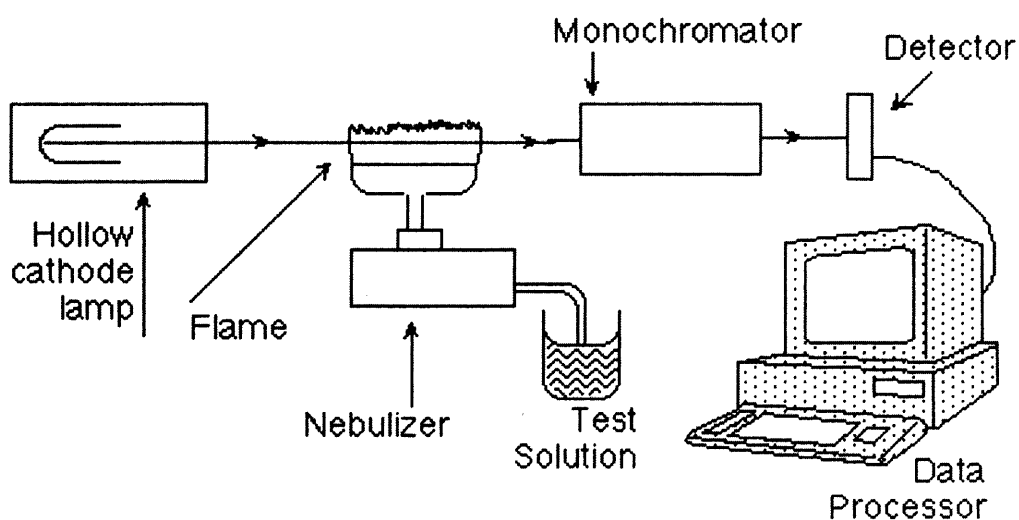 Monochromator
Detector
Hollow
cathode
lamp
Flame
Nebulizer
Test
Solution
Data
Processor